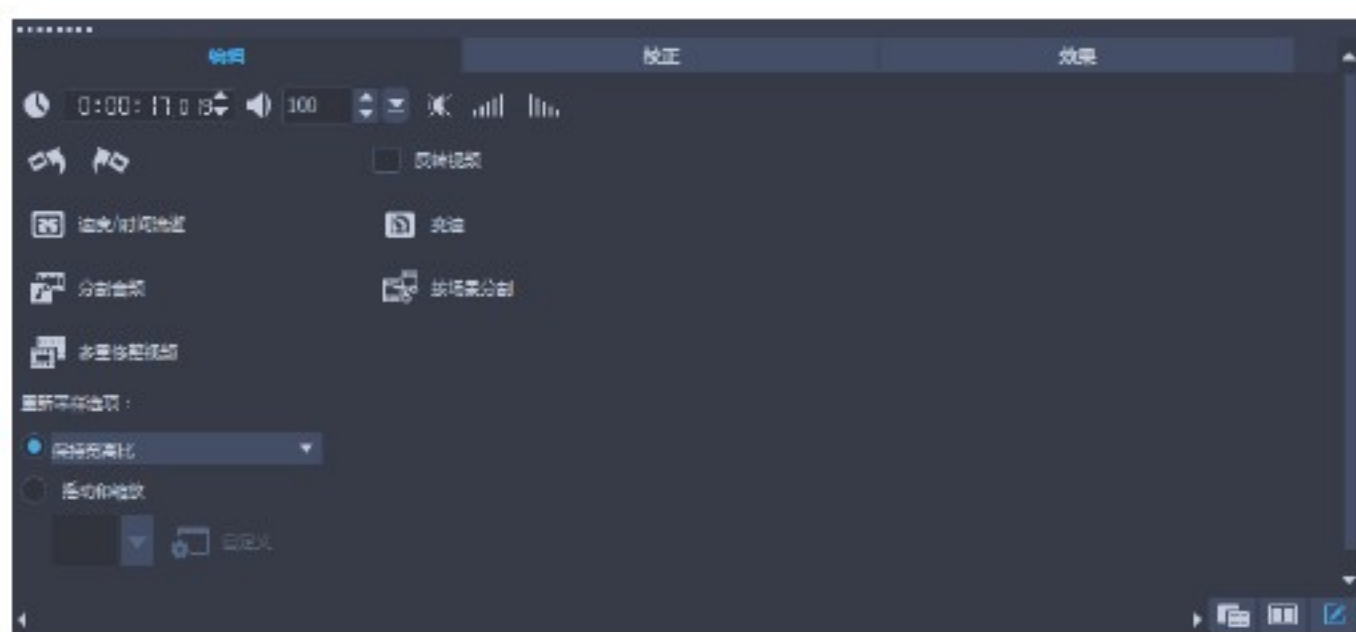 编辑 校正 效果
0:00:17.018 100
反转视频
速度/时间流逝 变速
分割音频 按场景分割
多重修整视频
重新采样选项：
保持宽高比
摇动和缩放
自定义